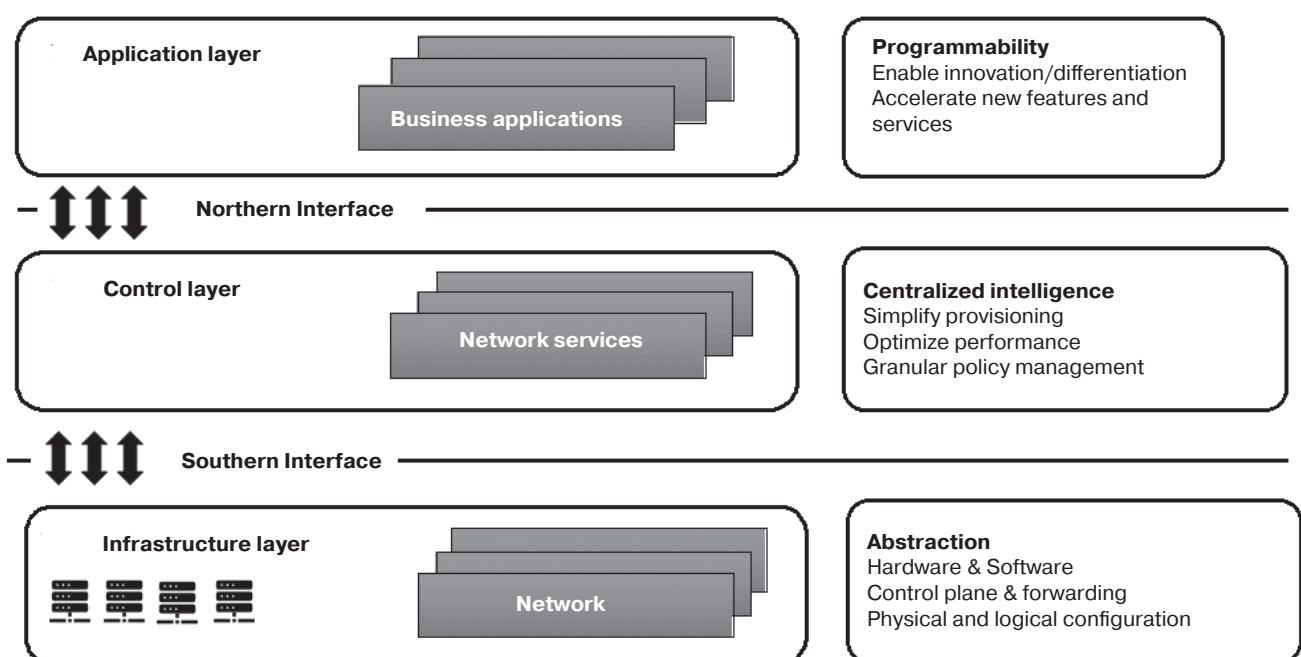 Application layer
Business applications
Programmability
Enable innovation/differentiation
Accelerate new features and
services
Northern Interface
Control layer
Network services
Centralized intelligence
Simplify provisioning
Optimize performance
Granular policy management
Southern Interface
Infrastructure layer
Network
Abstraction
Hardware & Software
Control plane & forwarding
Physical and logical configuration